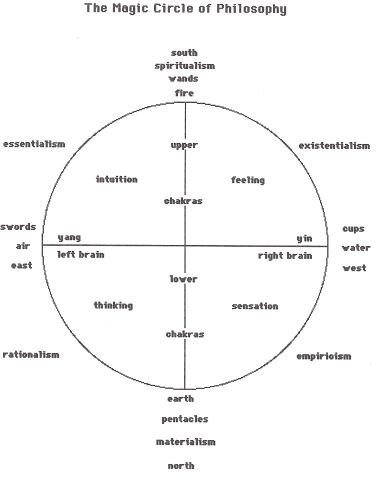 The Magic Circle of Philosophy
south
spiritualism
wands
fire
essentialism
existentialism
upper
intuition
feeling
chakras
swords
air
east
yang
yin
left brain
right brain
cups
water
west
lower
thinking
sensation
chakras
rationalism
empiricism
earth
pentacles
materialism
north